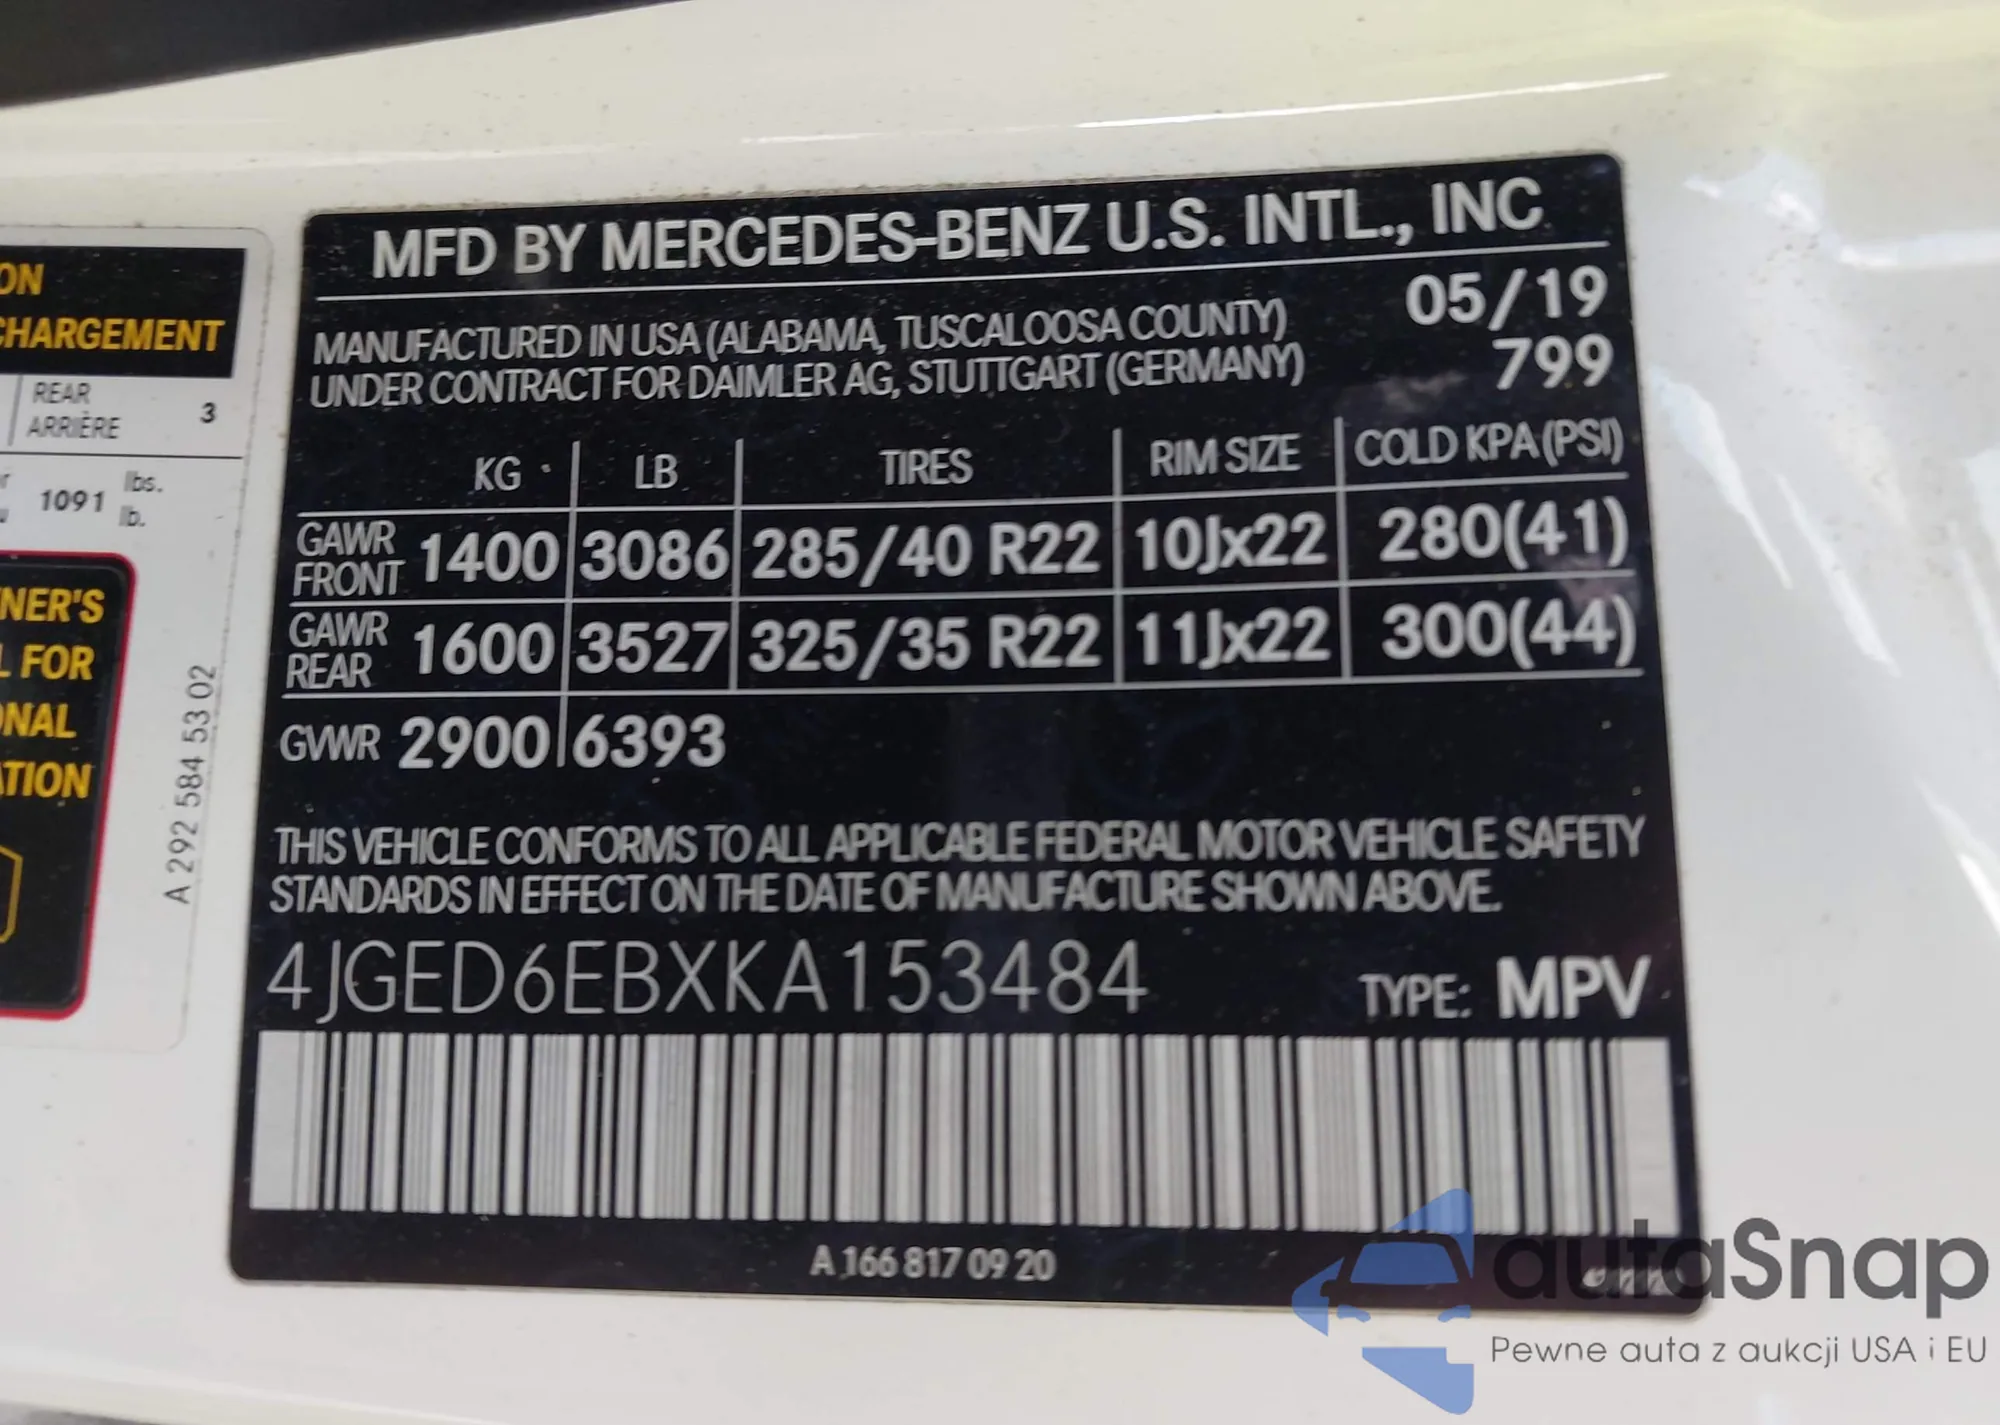 ON
CHARGEMENT
REAR
ARRIÈRE
3
1091
lbs.
lb.
NER'S
L FOR
ONAL
ATION
A 292 584 53 02
MFD BY MERCEDES-BENZ U.S. INTL., INC
MANUFACTURED IN USA (ALABAMA, TUSCALOOSA COUNTY) 05/19
UNDER CONTRACT FOR DAIMLER AG, STUTTGART (GERMANY) 799
KG LB TIRES RIM SIZE COLD KPA (PSI)
GAWR FRONT 1400 3086 285/40 R22 10Jx22 280(41)
GAWR REAR 1600 3527 325/35 R22 11Jx22 300(44)
GVWR 2900 6393
THIS VEHICLE CONFORMS TO ALL APPLICABLE FEDERAL MOTOR VEHICLE SAFETY
STANDARDS IN EFFECT ON THE DATE OF MANUFACTURE SHOWN ABOVE.
4JGED6EBXKA153484 TYPE: MPV
A 166 817 09 20
autaSnap
Pewne auta z aukcji USA i EU